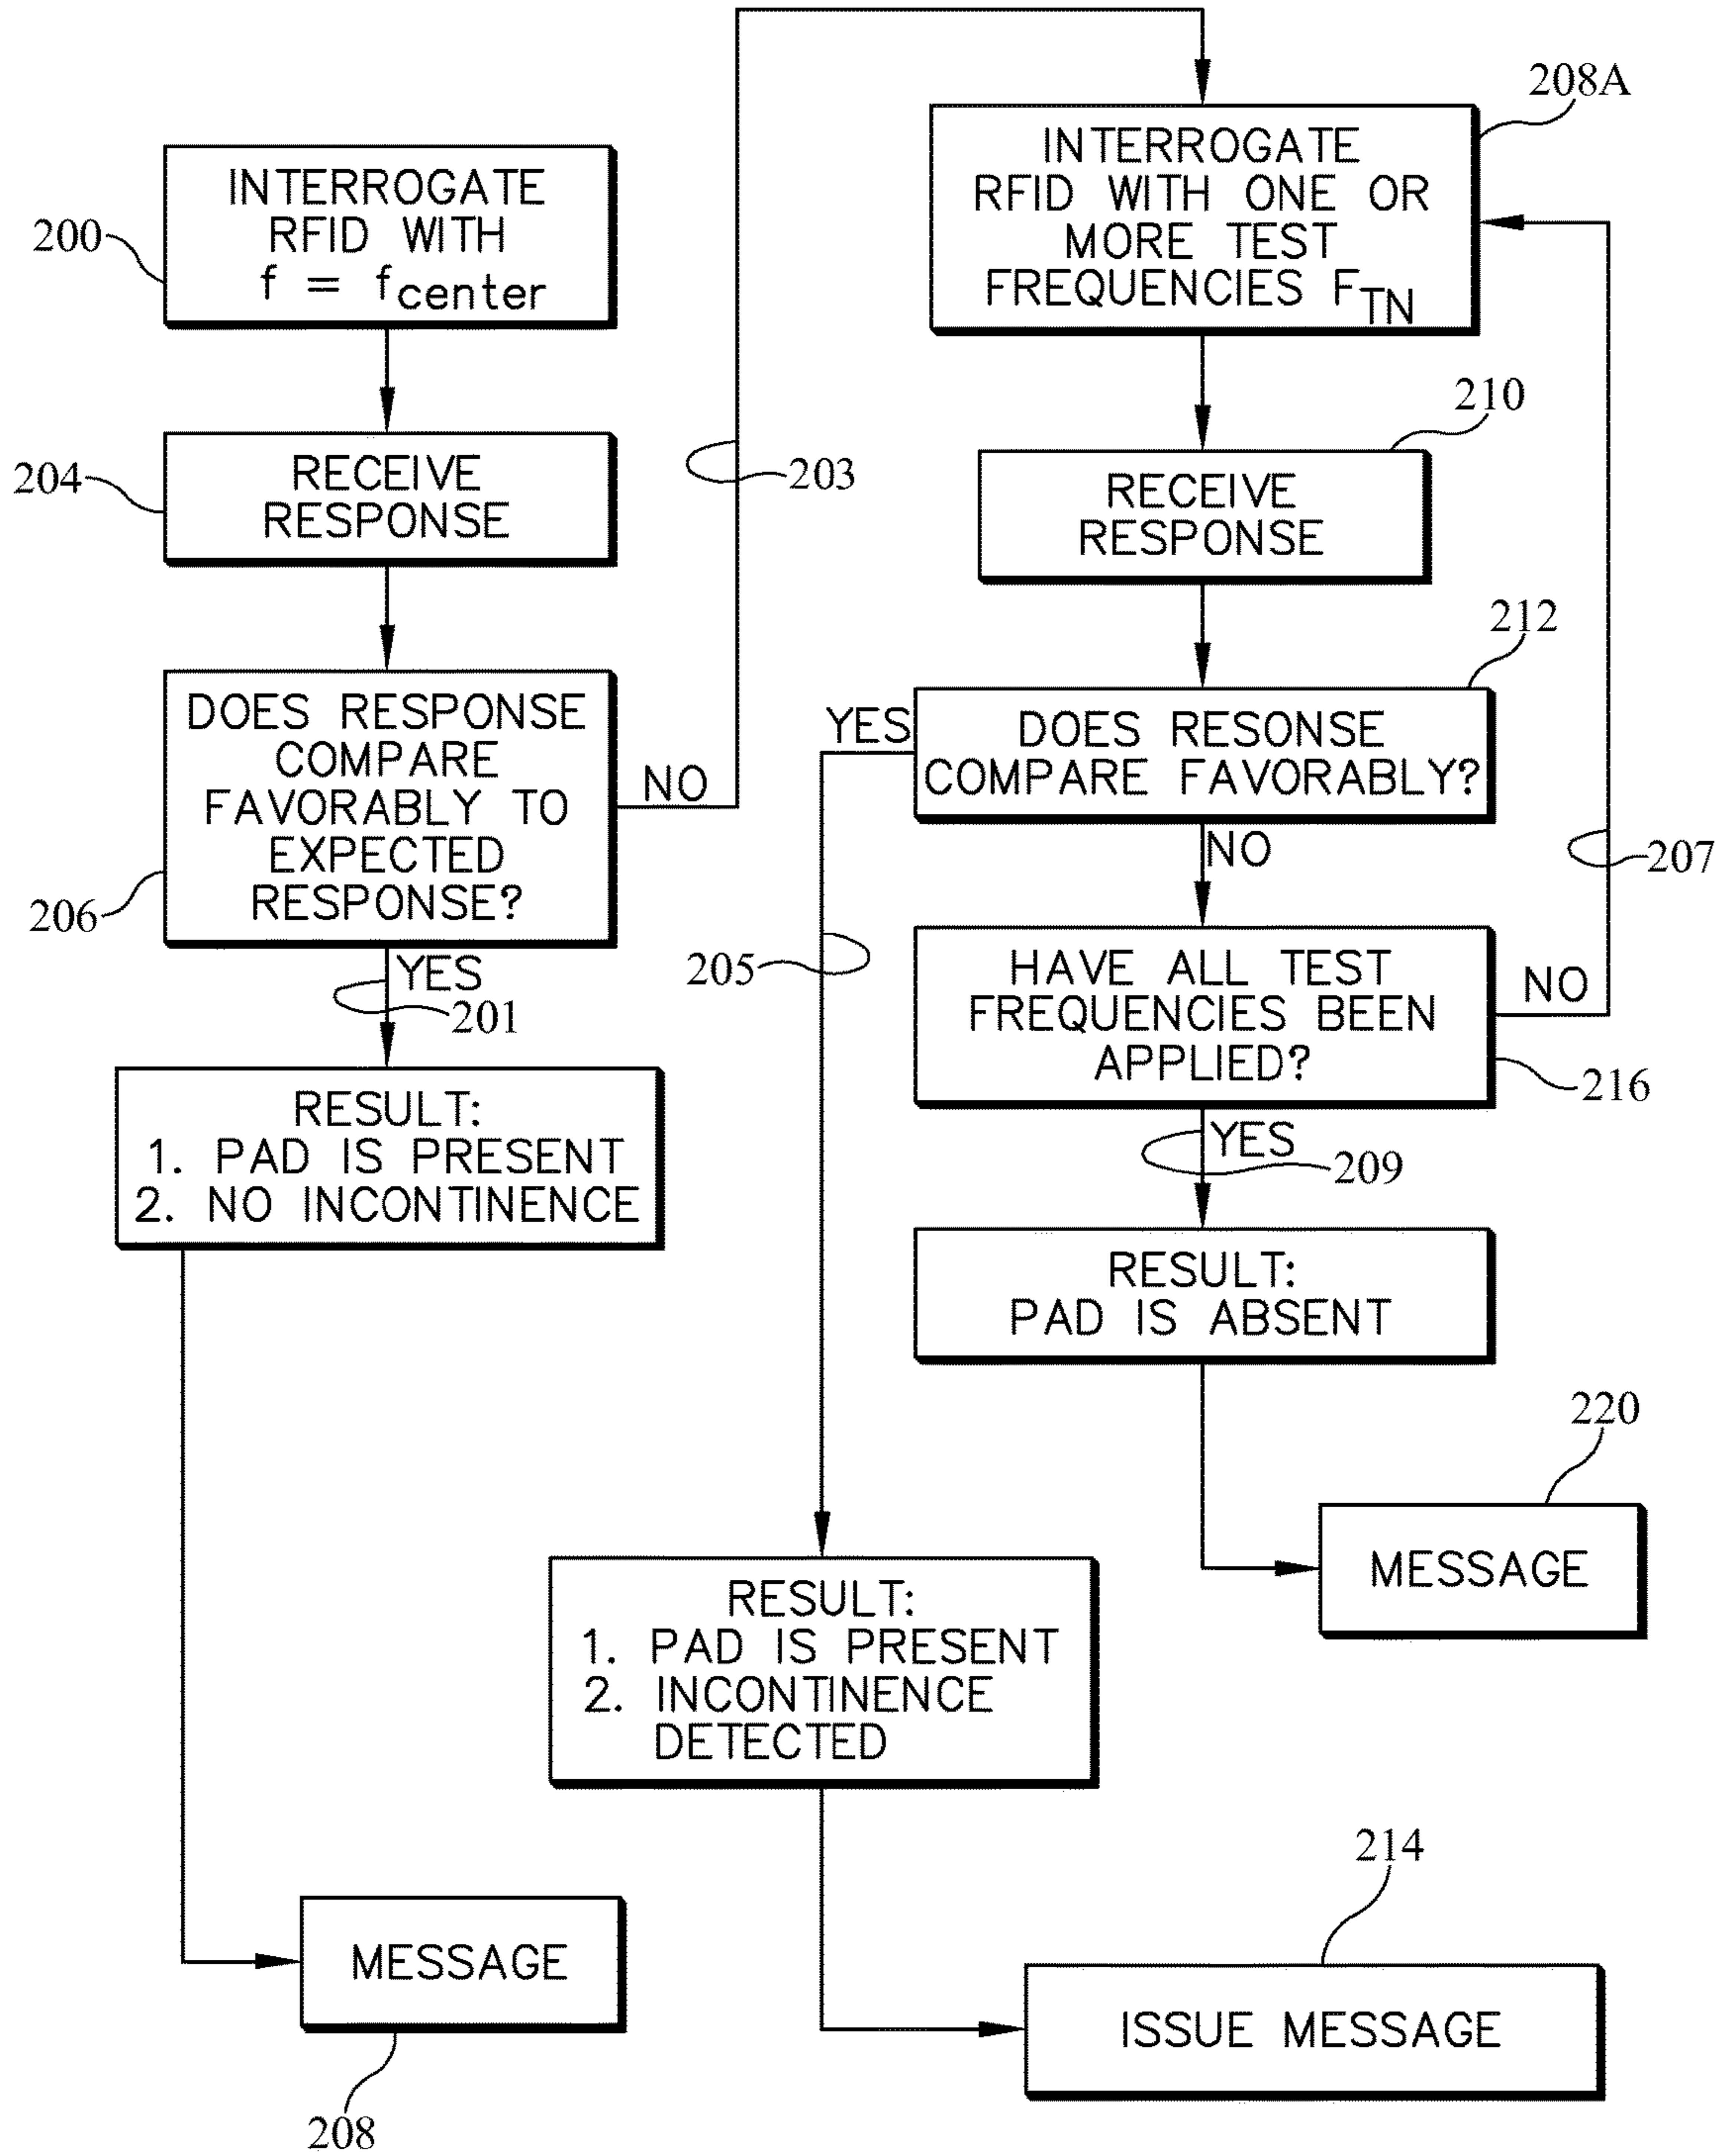 200
INTERROGATE
RFID WITH
f = fcenter
204
RECEIVE
RESPONSE
206
DOES RESPONSE
COMPARE
FAVORABLY TO
EXPECTED
RESPONSE?
NO
203
YES
201
RESULT:
1. PAD IS PRESENT
2. NO INCONTINENCE
MESSAGE
208
208A
INTERROGATE
RFID WITH ONE OR
MORE TEST
FREQUENCIES FTN
210
RECEIVE
RESPONSE
212
DOES RESONSE
COMPARE FAVORABLY?
YES
205
NO
207
HAVE ALL TEST
FREQUENCIES BEEN
APPLIED?
NO
216
YES
209
RESULT:
PAD IS ABSENT
220
MESSAGE
RESULT:
1. PAD IS PRESENT
2. INCONTINENCE
DETECTED
214
ISSUE MESSAGE